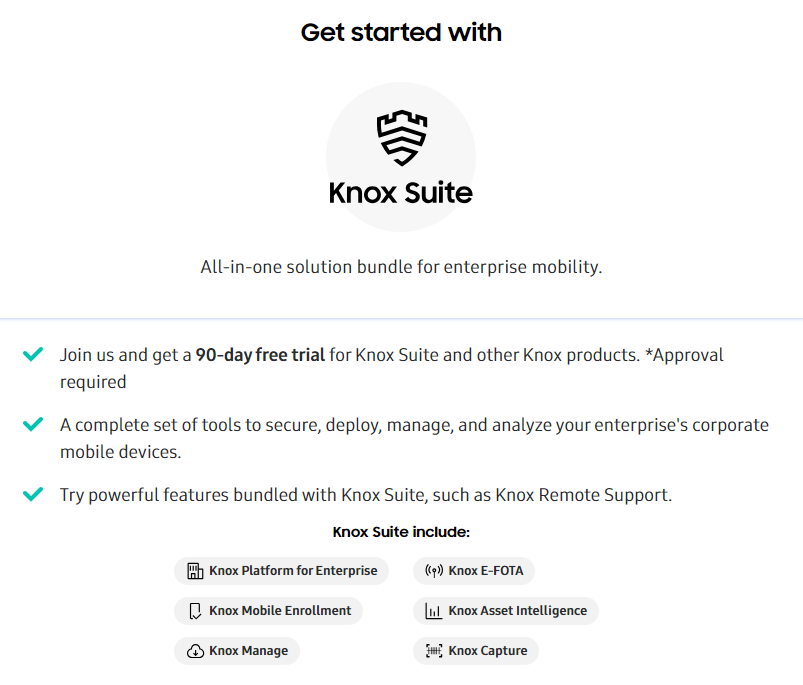 Get started with
Knox Suite
All-in-one solution bundle for enterprise mobility.
Join us and get a 90-day free trial for Knox Suite and other Knox products. *Approval
required
A complete set of tools to secure, deploy, manage, and analyze your enterprise's corporate
mobile devices.
Try powerful features bundled with Knox Suite, such as Knox Remote Support.
Knox Suite include:
Knox Platform for Enterprise
Knox E-FOTA
Knox Mobile Enrollment
Knox Asset Intelligence
Knox Manage
Knox Capture